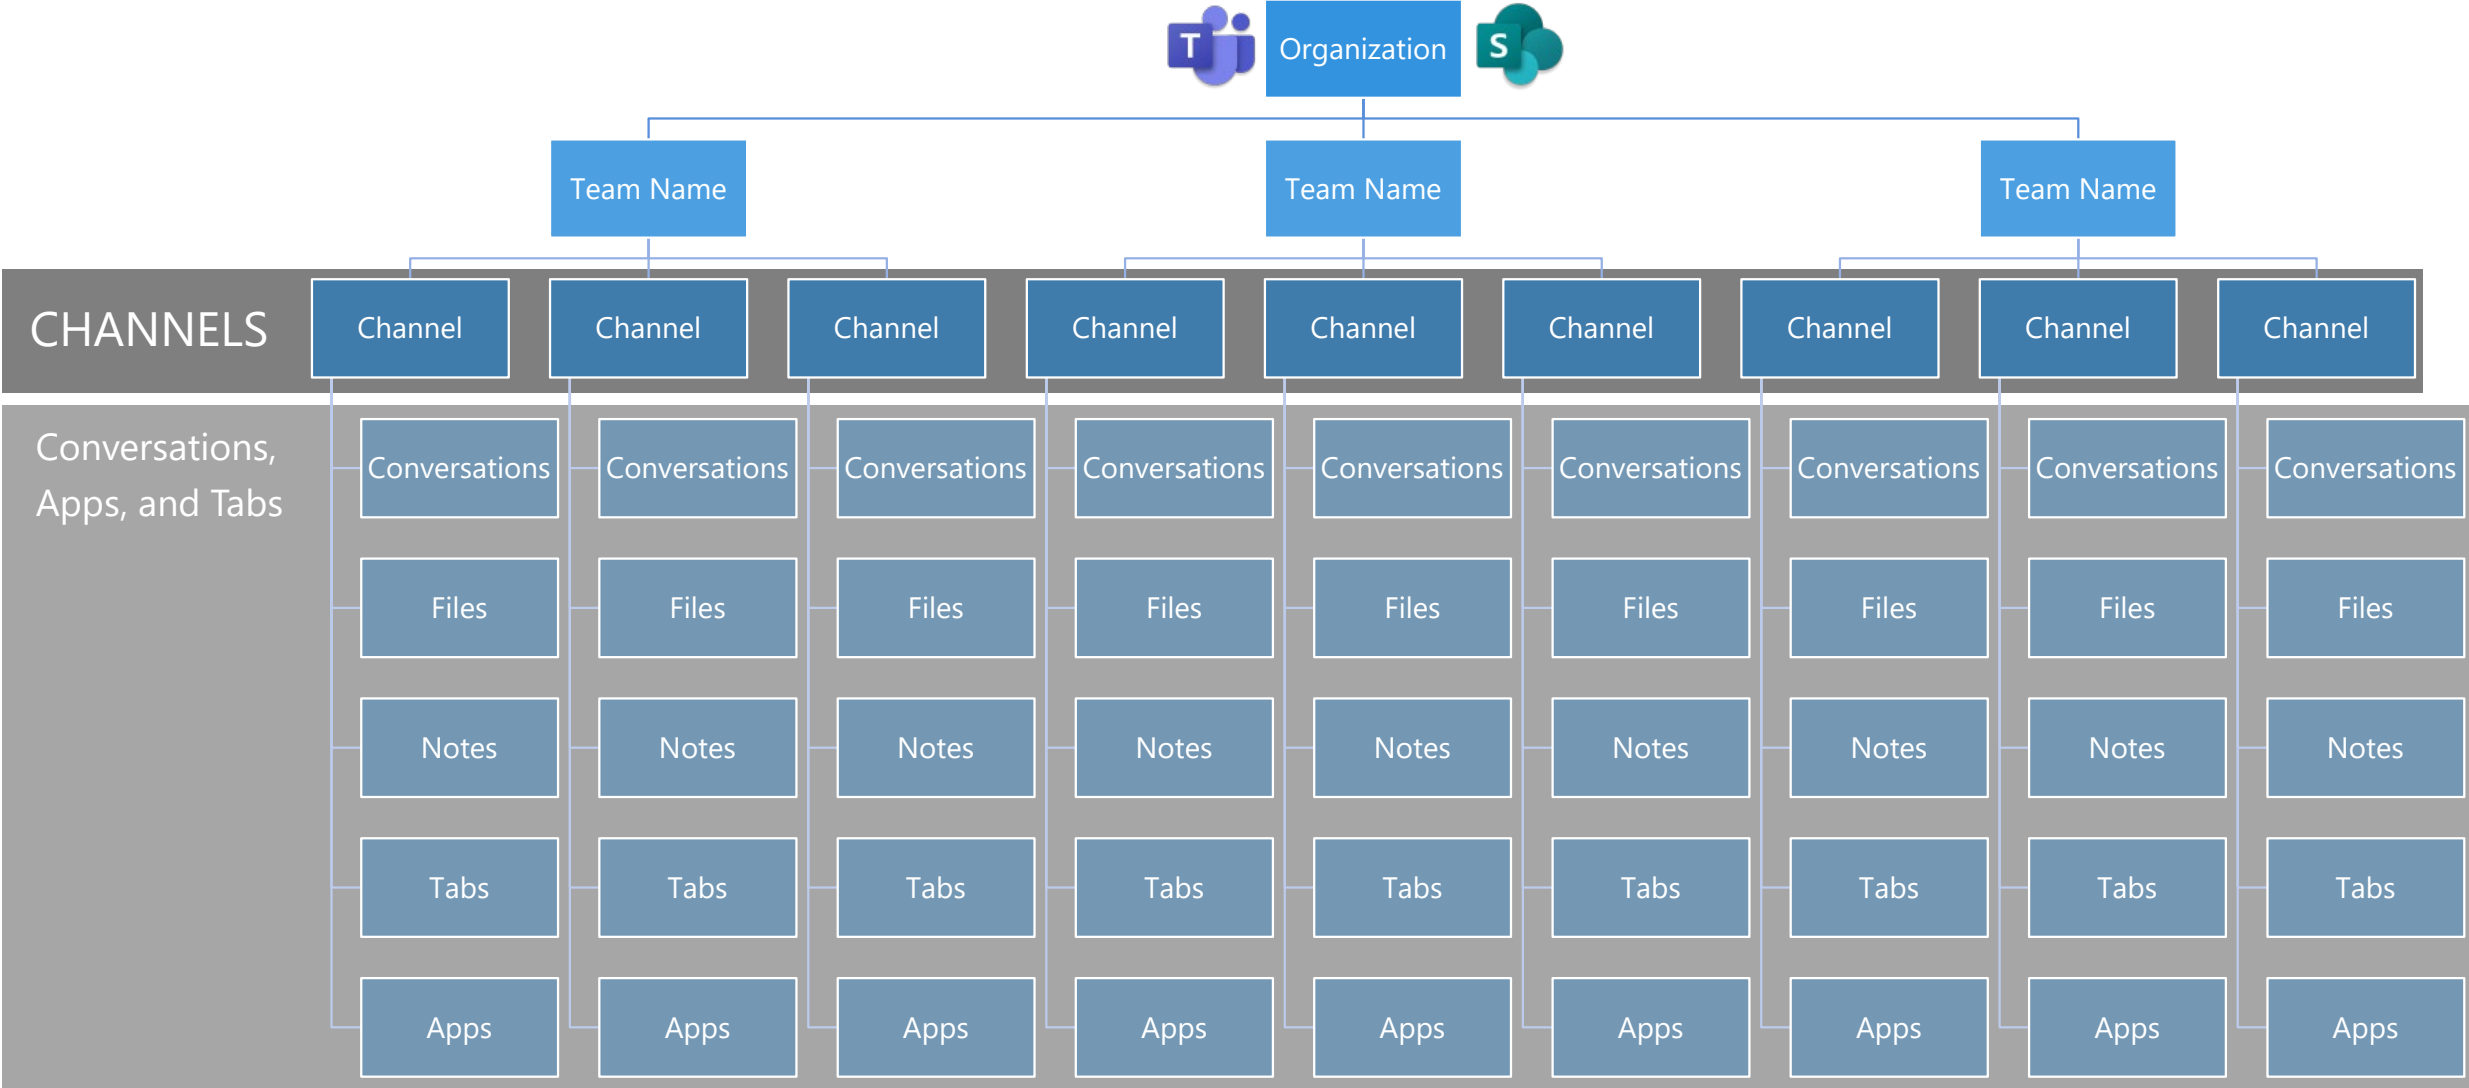 T
Organization
S
Team Name
Team Name
Team Name
CHANNELS
Channel
Channel
Channel
Channel
Channel
Channel
Channel
Channel
Channel
Conversations,
Apps, and Tabs
Conversations
Conversations
Conversations
Conversations
Conversations
Conversations
Conversations
Conversations
Conversations
Files
Files
Files
Files
Files
Files
Files
Files
Files
Notes
Notes
Notes
Notes
Notes
Notes
Notes
Notes
Notes
Tabs
Tabs
Tabs
Tabs
Tabs
Tabs
Tabs
Tabs
Tabs
Apps
Apps
Apps
Apps
Apps
Apps
Apps
Apps
Apps